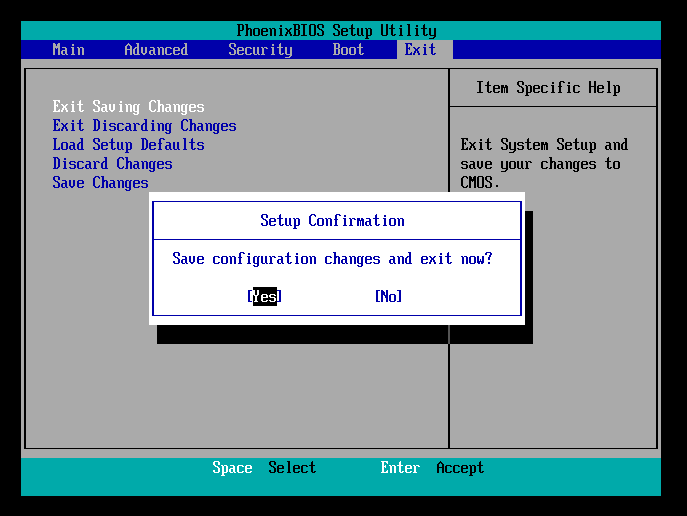 PhoenixBIOS Setup Utility
Main Advanced Security Boot Exit
Item Specific Help
Exit Saving Changes
Exit Discarding Changes
Load Setup Defaults
Discard Changes
Save Changes
Exit System Setup and
save your changes to
CMOS.
Setup Confirmation
Save configuration changes and exit now?
[Yes] [No]
Space Select Enter Accept